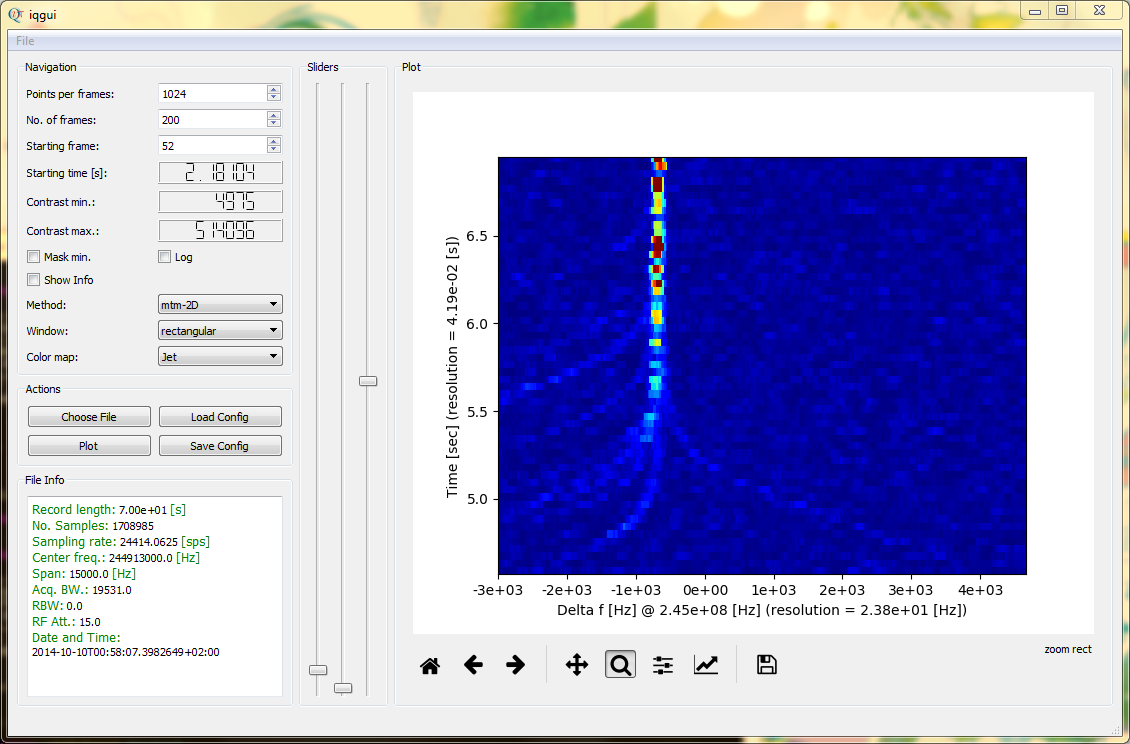 iqgui
File
Navigation
Points per frames: 1024
No. of frames: 200
Starting frame: 52
Starting time [s]: 2.18104
Contrast min.: 4975
Contrast max.: 514096
Mask min. Log
Show Info
Method: mtm-2D
Window: rectangular
Color map: Jet
Actions
Choose File Load Config
Plot Save Config
File Info
Record length: 7.00e+01 [s]
No. Samples: 1708985
Sampling rate: 24414.0625 [sps]
Center freq.: 244913000.0 [Hz]
Span: 15000.0 [Hz]
Acq. BW.: 19531.0
RBW: 0.0
RF Att.: 15.0
Date and Time:
2014-10-10T00:58:07.3982649+02:00
Sliders
Plot
Time [sec] (resolution = 4.19e-02 [s])
6.5
6.0
5.5
5.0
-3e+03 -2e+03 -1e+03 0e+00 1e+03 2e+03 3e+03 4e+03
Delta f [Hz] @ 2.45e+08 [Hz] (resolution = 2.38e+01 [Hz])
zoom rect